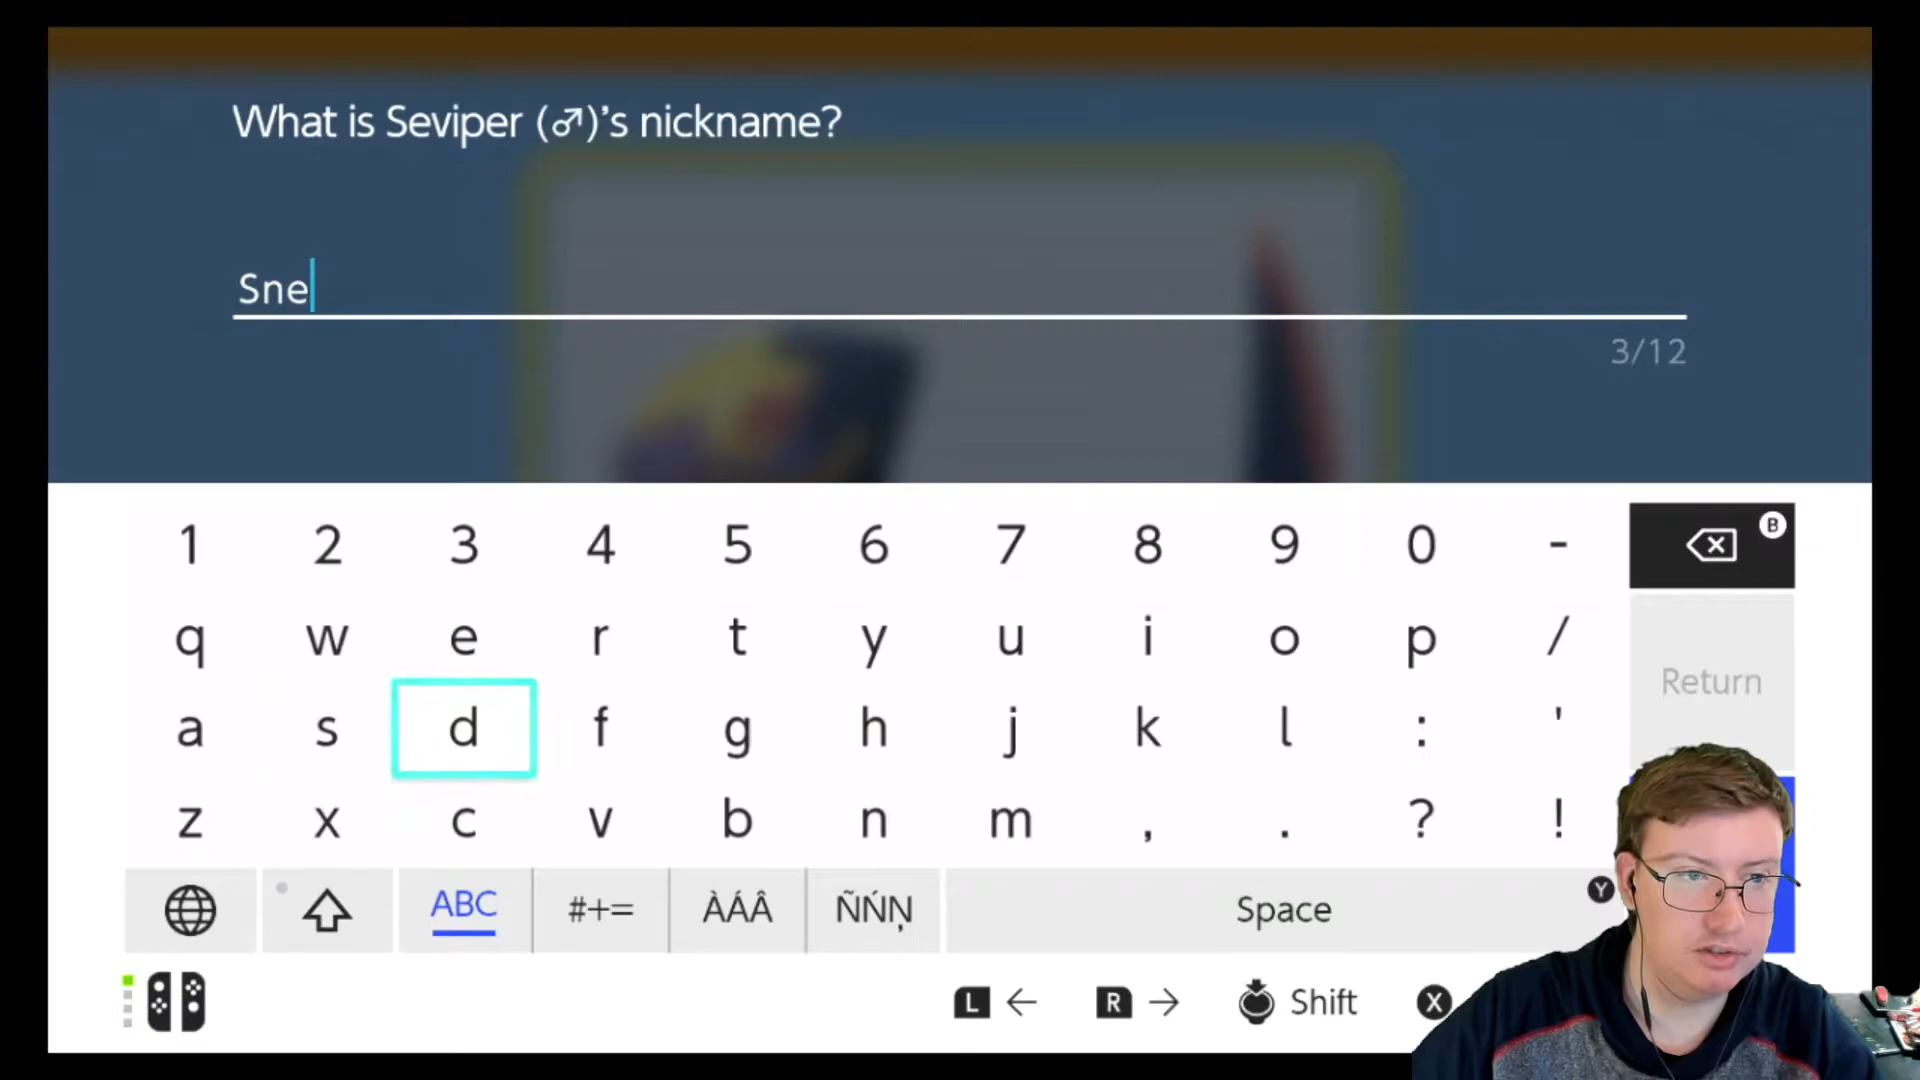 What is Seviper (♂)'s nickname?
Sne
3/12
1 2 3 4 5 6 7 8 9 0 - B
q w e r t y u i o p /
Return
a s d f g h j k l : '
z x c v b n m , . ? !
ABC #+= ÀÁÂ ÑŃŅ Space Y
L ← R → Shift X